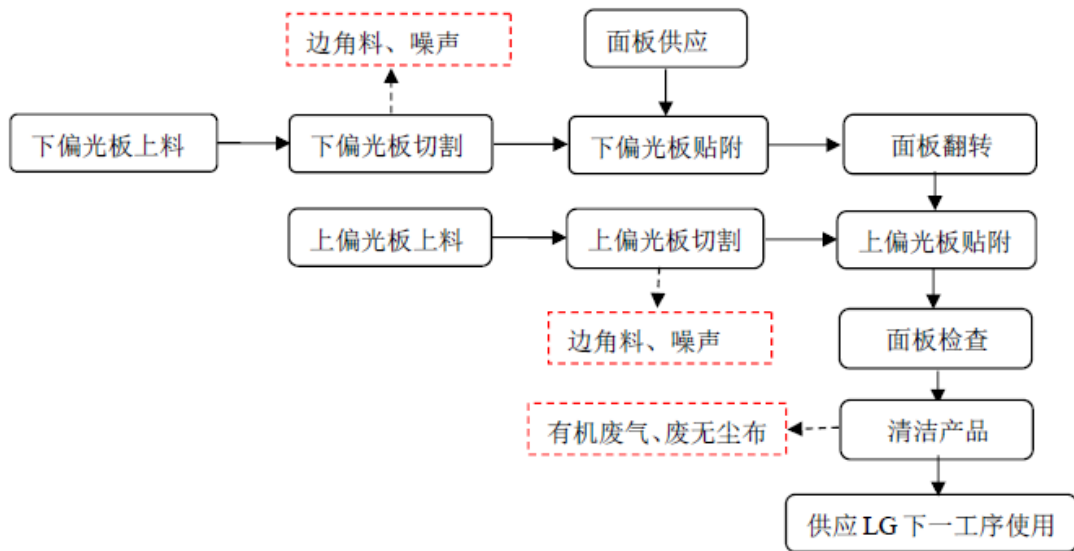 边角料、噪声
面板供应
下偏光板上料
下偏光板切割
下偏光板贴附
面板翻转
上偏光板上料
上偏光板切割
上偏光板贴附
边角料、噪声
面板检查
有机废气、废无尘布
清洁产品
供应 LG 下一工序使用